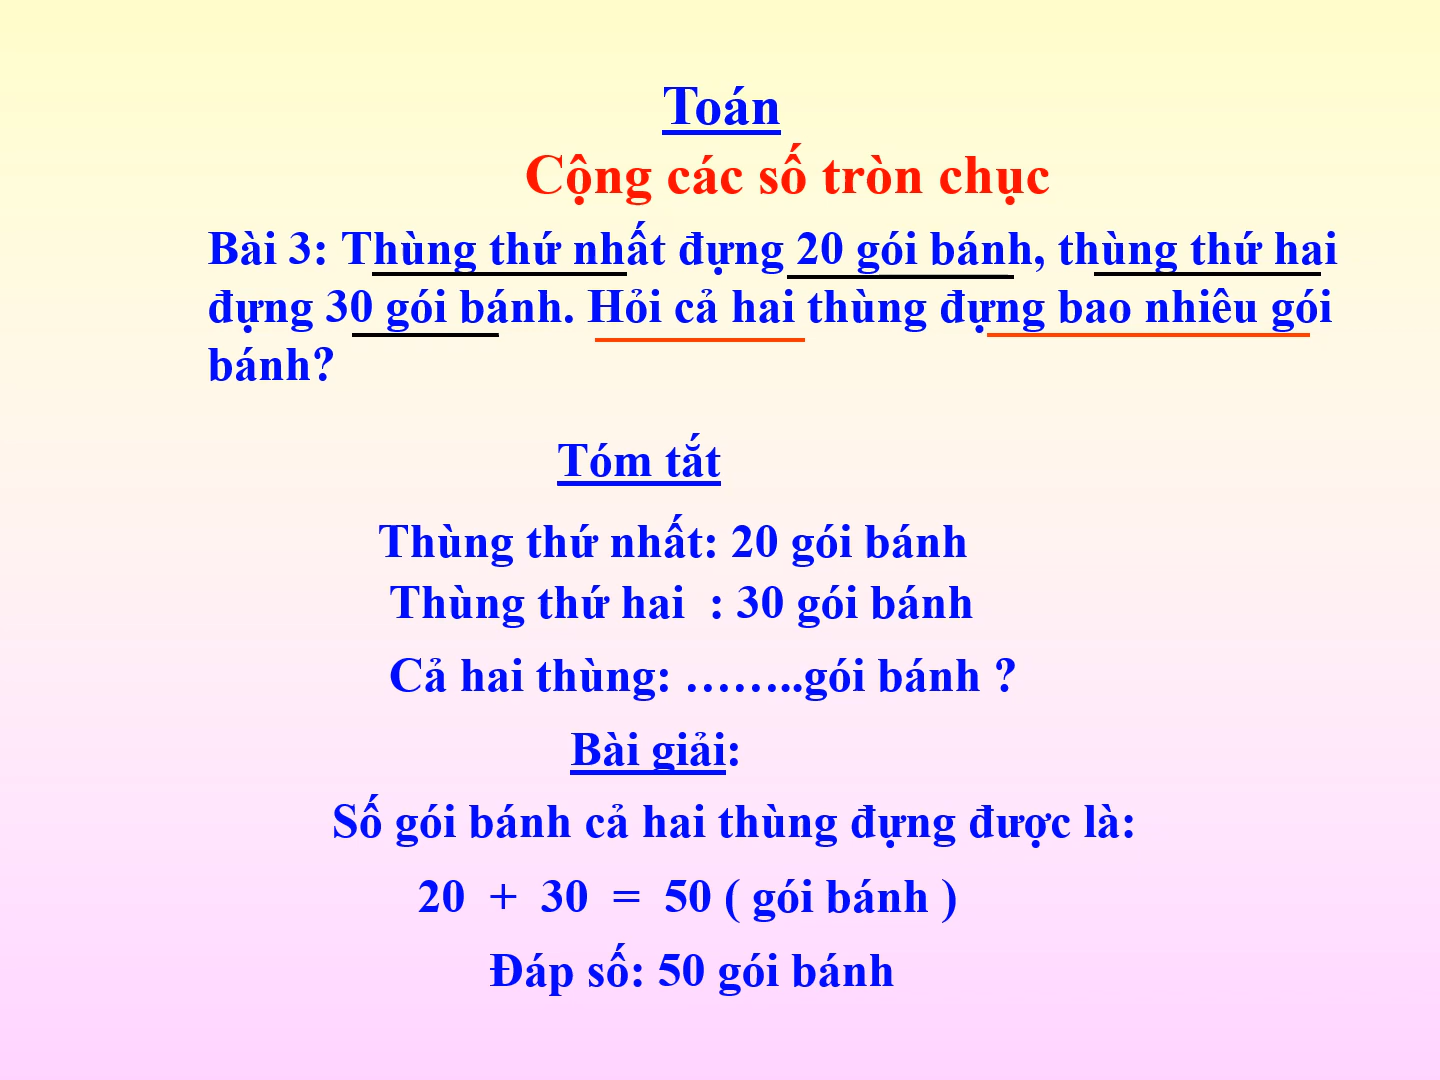 Toán
Cộng các số tròn chục
Bài 3: Thùng thứ nhất đựng 20 gói bánh, thùng thứ hai
đựng 30 gói bánh. Hỏi cả hai thùng đựng bao nhiêu gói
bánh?
Tóm tắt
Thùng thứ nhất: 20 gói bánh
Thùng thứ hai : 30 gói bánh
Cả hai thùng: ……..gói bánh ?
Bài giải:
Số gói bánh cả hai thùng đựng được là:
20 + 30 = 50 ( gói bánh )
Đáp số: 50 gói bánh